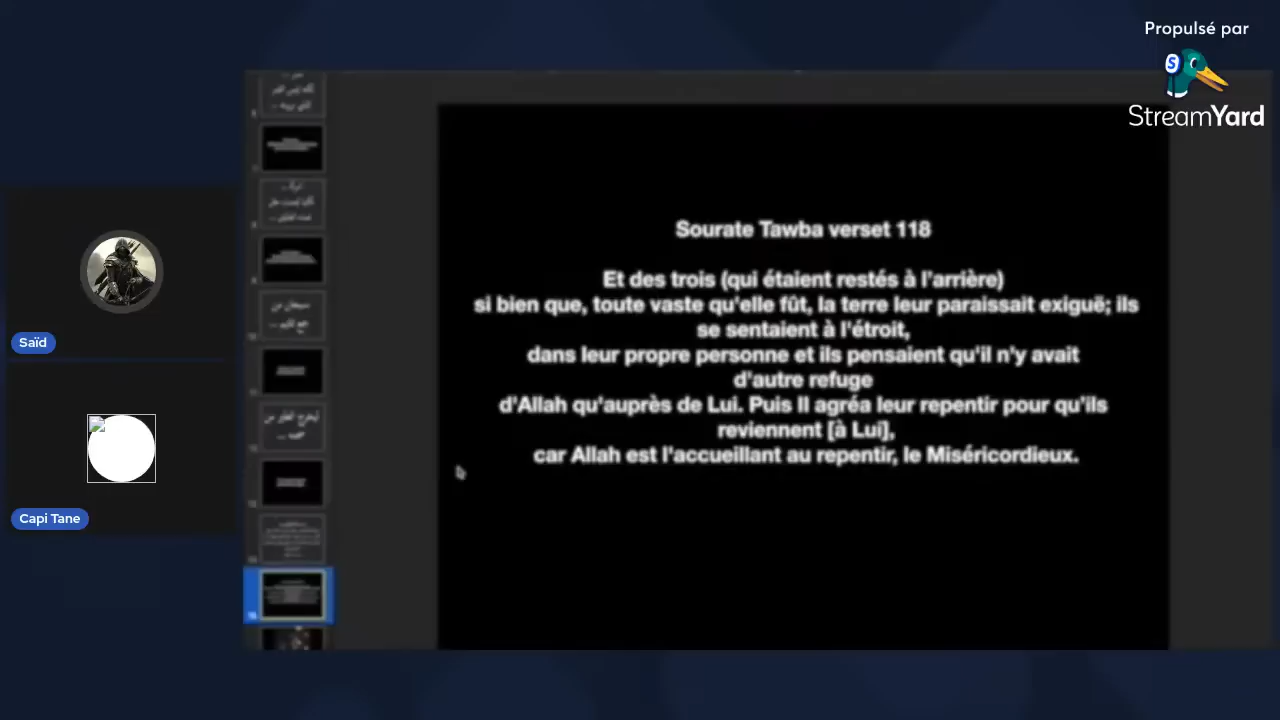 Propulsé par
StreamYard
Sourate Tawba verset 118
Et des trois (qui étaient restés à l'arrière)
si bien que, toute vaste qu'elle fût, la terre leur paraissait exiguë; ils
se sentaient à l'étroit,
dans leur propre personne et ils pensaient qu'il n'y avait
d'autre refuge
d'Allah qu'auprès de Lui. Puis Il agréa leur repentir pour qu'ils
reviennent [à Lui],
car Allah est l'accueillant au repentir, le Miséricordieux.
Saïd
Capi Tane